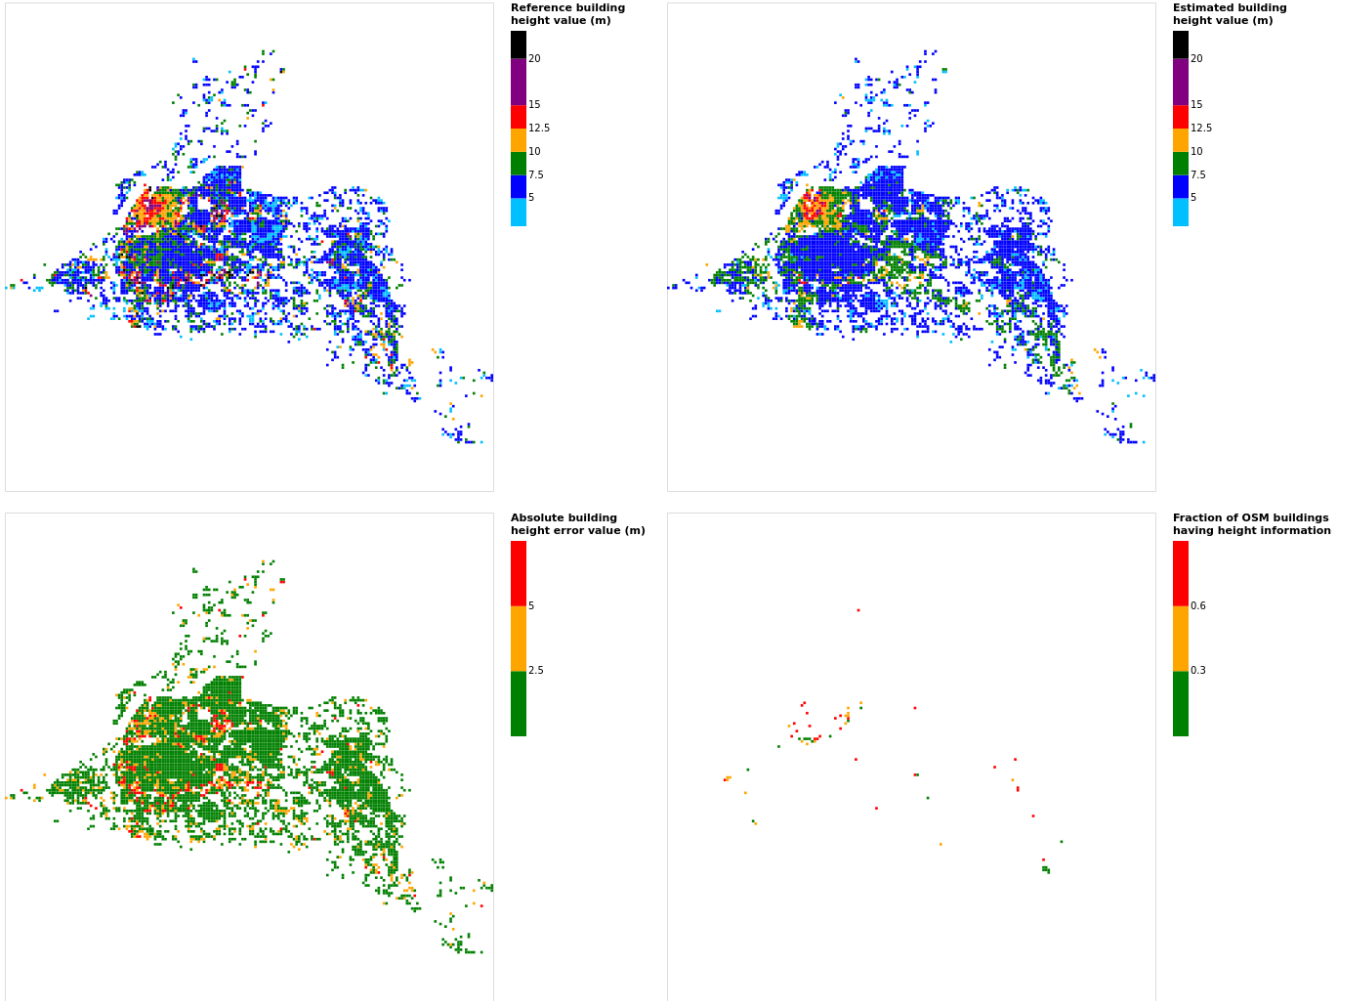 Reference building
height value (m)
20
15
12.5
10
7.5
5
Estimated building
height value (m)
20
15
12.5
10
7.5
5
Absolute building
height error value (m)
5
2.5
Fraction of OSM buildings
having height information
0.6
0.3